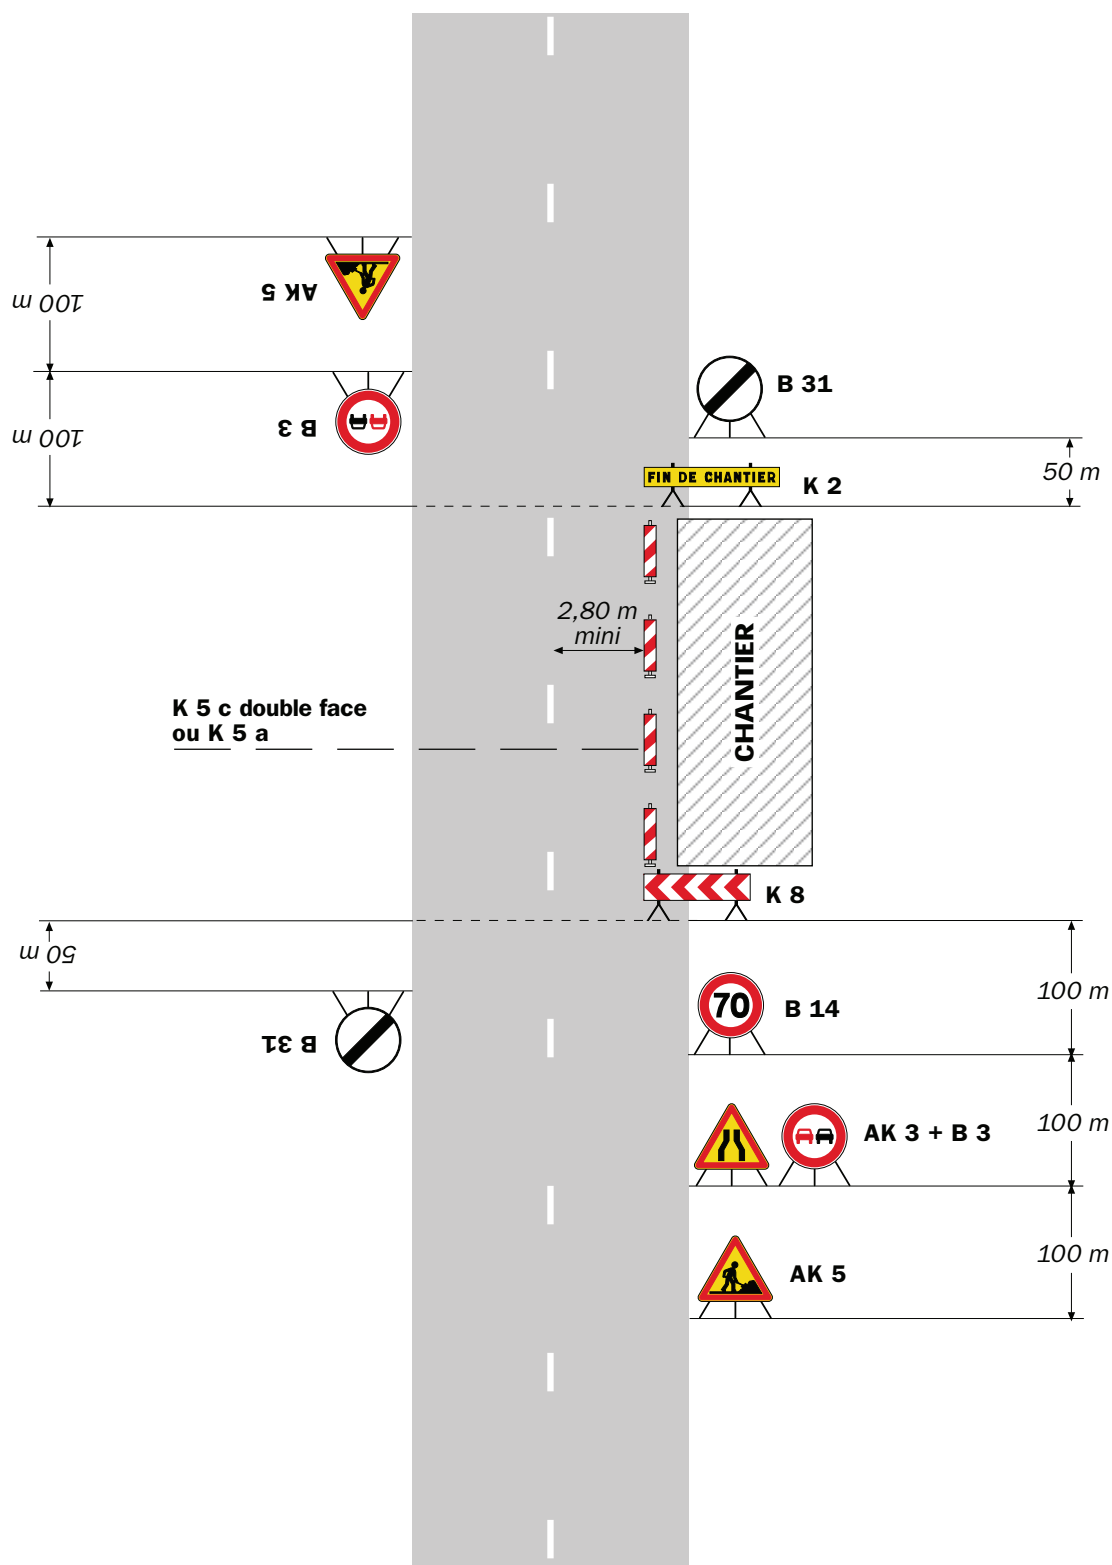 AK 5
100 m
B 3
100 m
B 31
50 m
FIN DE CHANTIER
K 2
2,80 m
mini
CHANTIER
K 5 c double face
ou K 5 a
K 8
50 m
B 31
70
B 14
100 m
AK 3 + B 3
100 m
AK 5
100 m